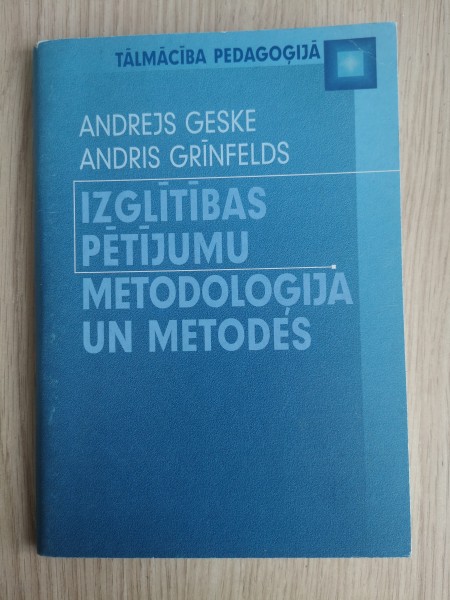 TĀLMĀCĪBA PEDAGOĢIJĀ
ANDREJS GESKE
ANDRIS GRĪNFELDS
IZGLĪTĪBAS
PĒTĪJUMU
METODOLOĢIJA
UN METODES